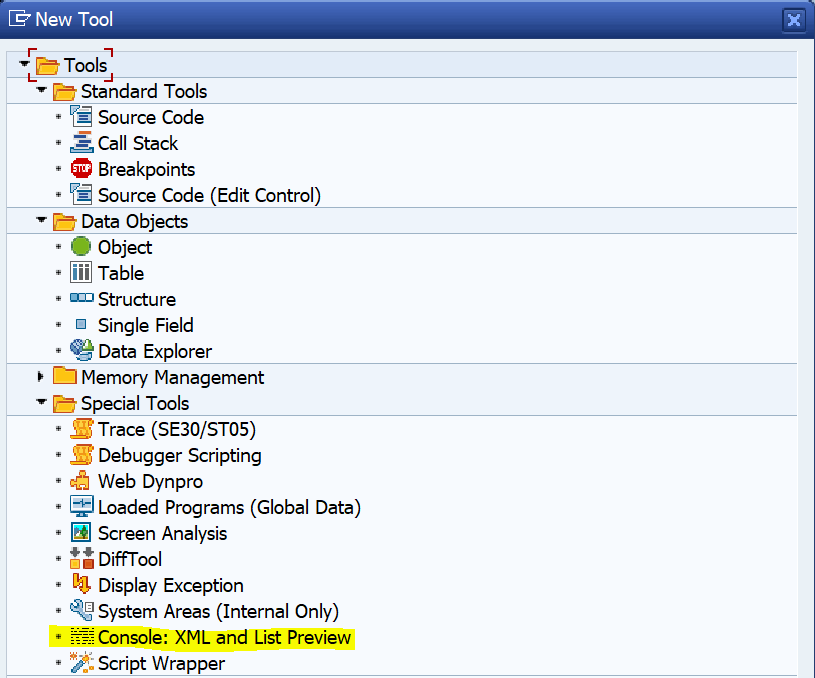 New Tool
Tools
Standard Tools
Source Code
Call Stack
STOP Breakpoints
Source Code (Edit Control)
Data Objects
Object
Table
Structure
Single Field
Data Explorer
Memory Management
Special Tools
Trace (SE30/ST05)
Debugger Scripting
Web Dynpro
Loaded Programs (Global Data)
Screen Analysis
DiffTool
Display Exception
System Areas (Internal Only)
Console: XML and List Preview
Script Wrapper